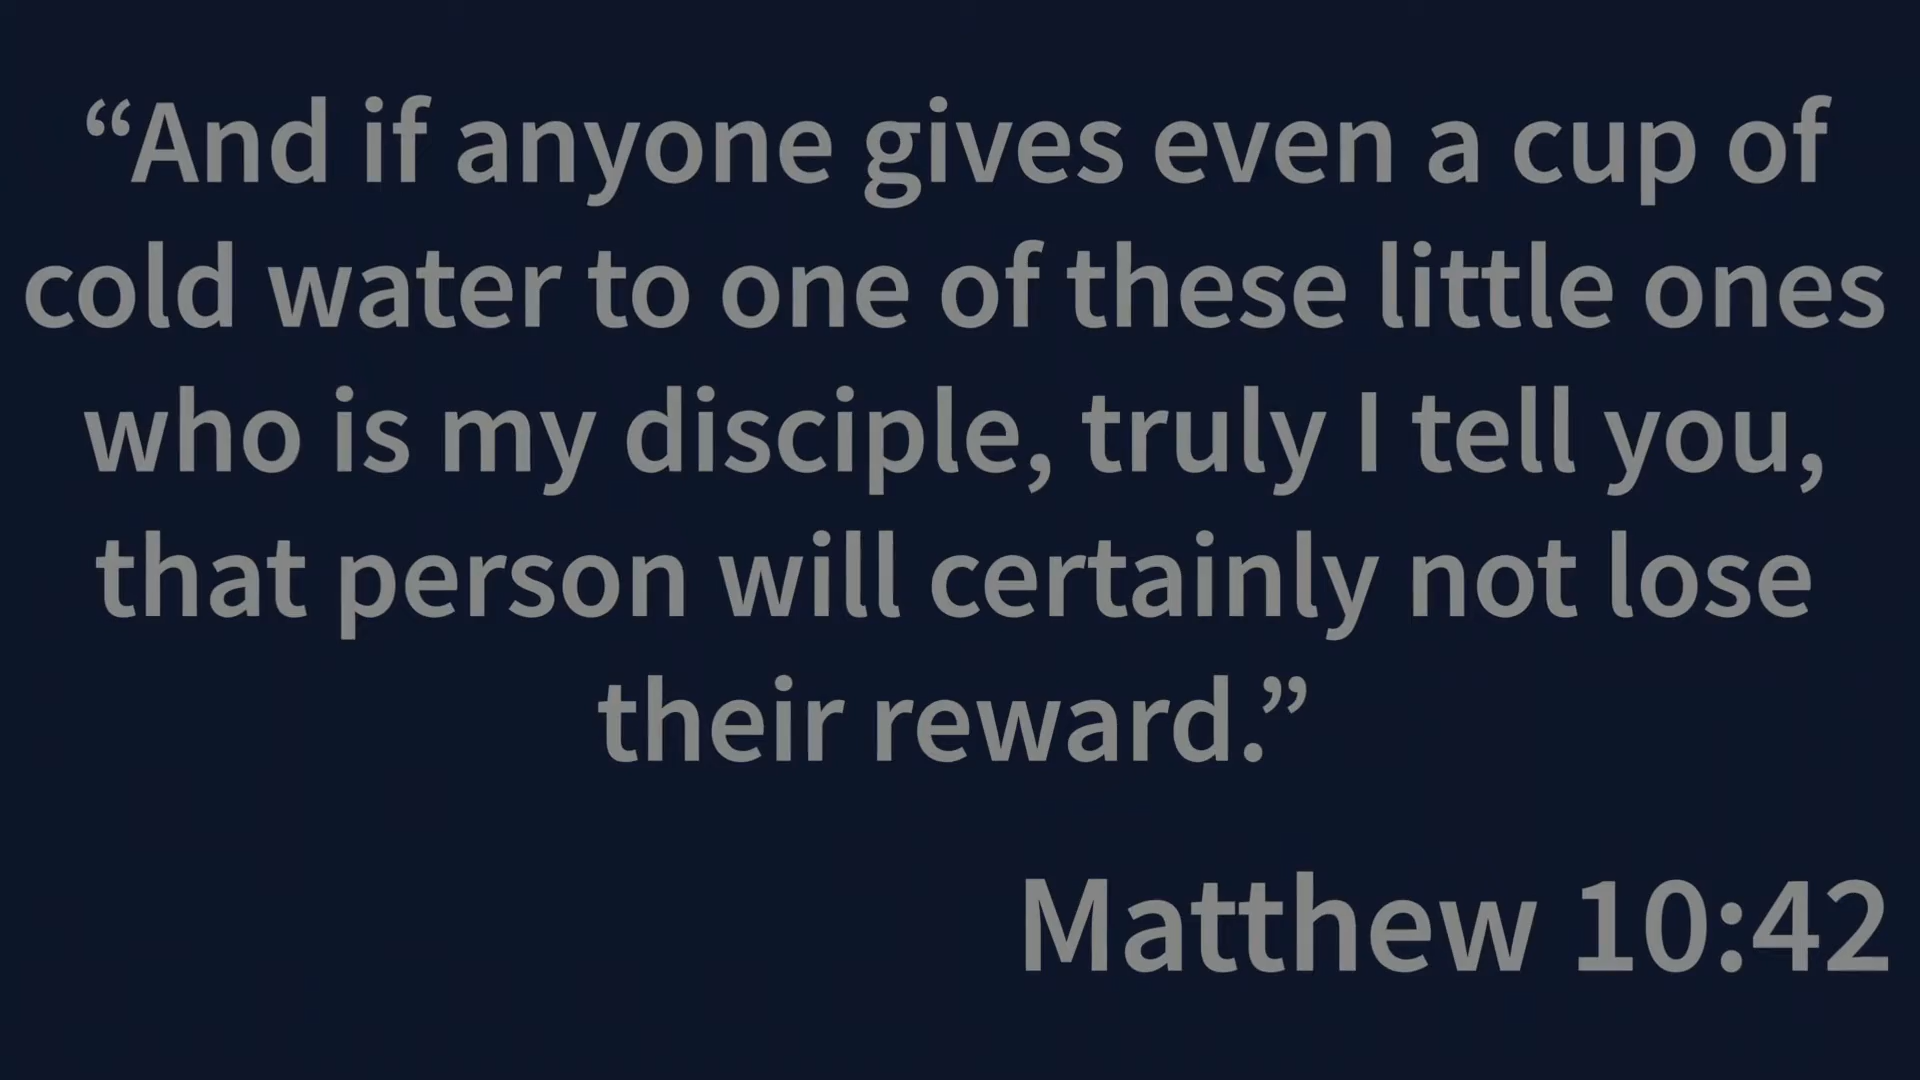 “And if anyone gives even a cup of
cold water to one of these little ones
who is my disciple, truly I tell you,
that person will certainly not lose
their reward.”
Matthew 10:42